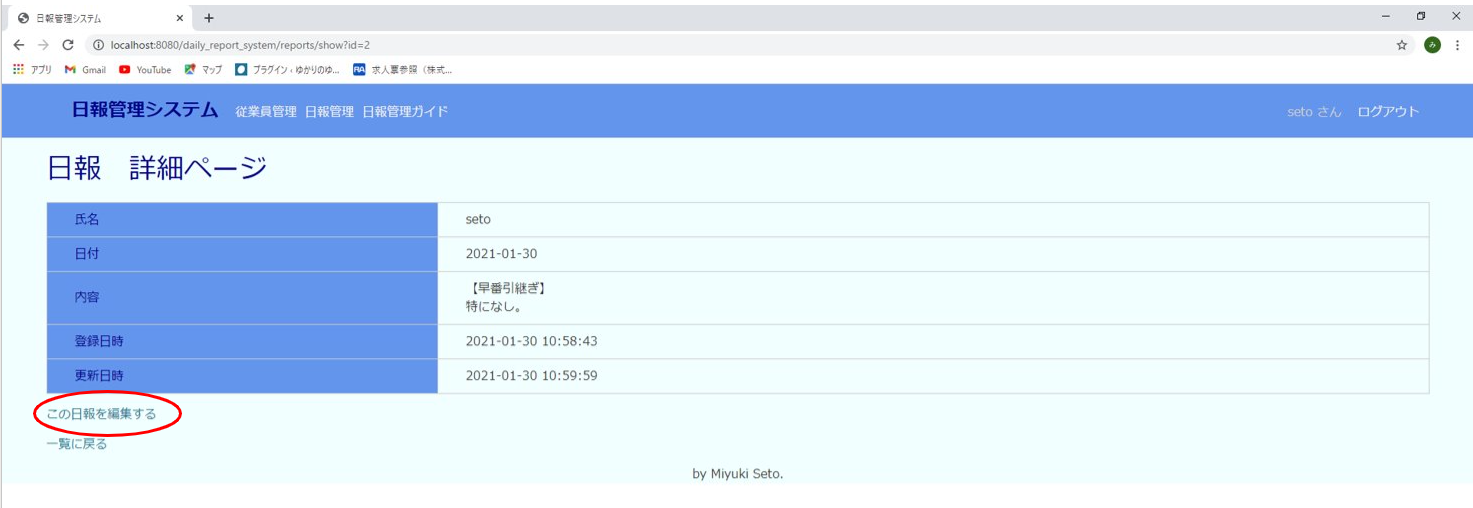 日報管理システム
localhost:8080/daily_report_system/reports/show?id=2
み
アプリ Gmail YouTube マップ プラグイン ‹ ゆかりのゆ... RA 求人票参照（株式...
日報管理システム 従業員管理 日報管理 日報管理ガイド seto さん ログアウト
日報　詳細ページ
氏名 seto
日付 2021-01-30
内容 【早番引継ぎ】
特になし。
登録日時 2021-01-30 10:58:43
更新日時 2021-01-30 10:59:59
この日報を編集する
一覧に戻る
by Miyuki Seto.